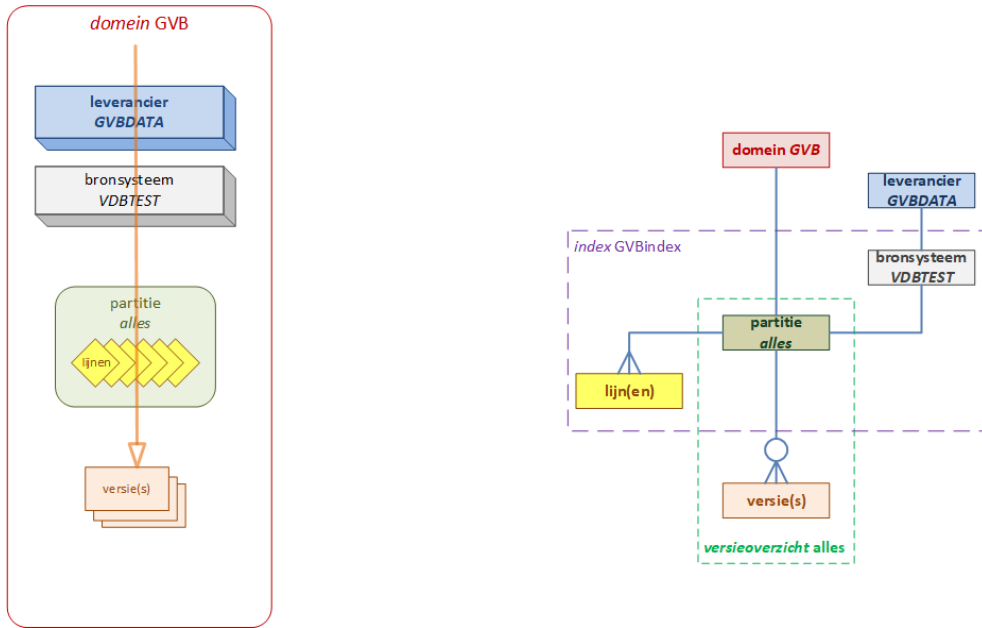 domein GVB
leverancier
GVBDATA
bronsysteem
VDBTEST
partitie
alles
lijnen
versie(s)
domein GVB
leverancier
GVBDATA
index GVBindex
bronsysteem
VDBTEST
partitie
alles
lijn(en)
versie(s)
versieoverzicht alles